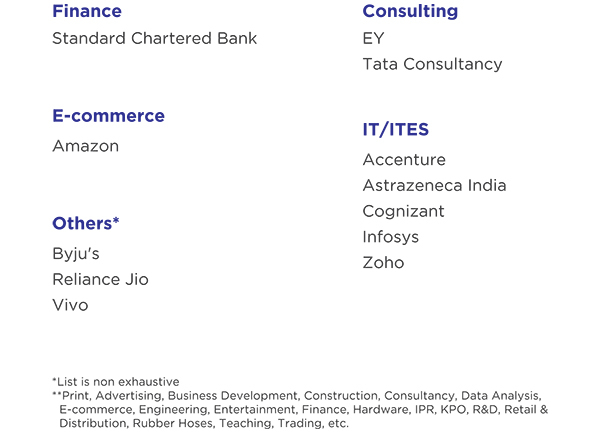 Finance
Standard Chartered Bank
E-commerce
Amazon
Others*
Byju's
Reliance Jio
Vivo
Consulting
EY
Tata Consultancy
IT/ITES
Accenture
Astrazeneca India
Cognizant
Infosys
Zoho
*List is non exhaustive
**Print, Advertising, Business Development, Construction, Consultancy, Data Analysis,
E-commerce, Engineering, Entertainment, Finance, Hardware, IPR, KPO, R&D, Retail &
Distribution, Rubber Hoses, Teaching, Trading, etc.